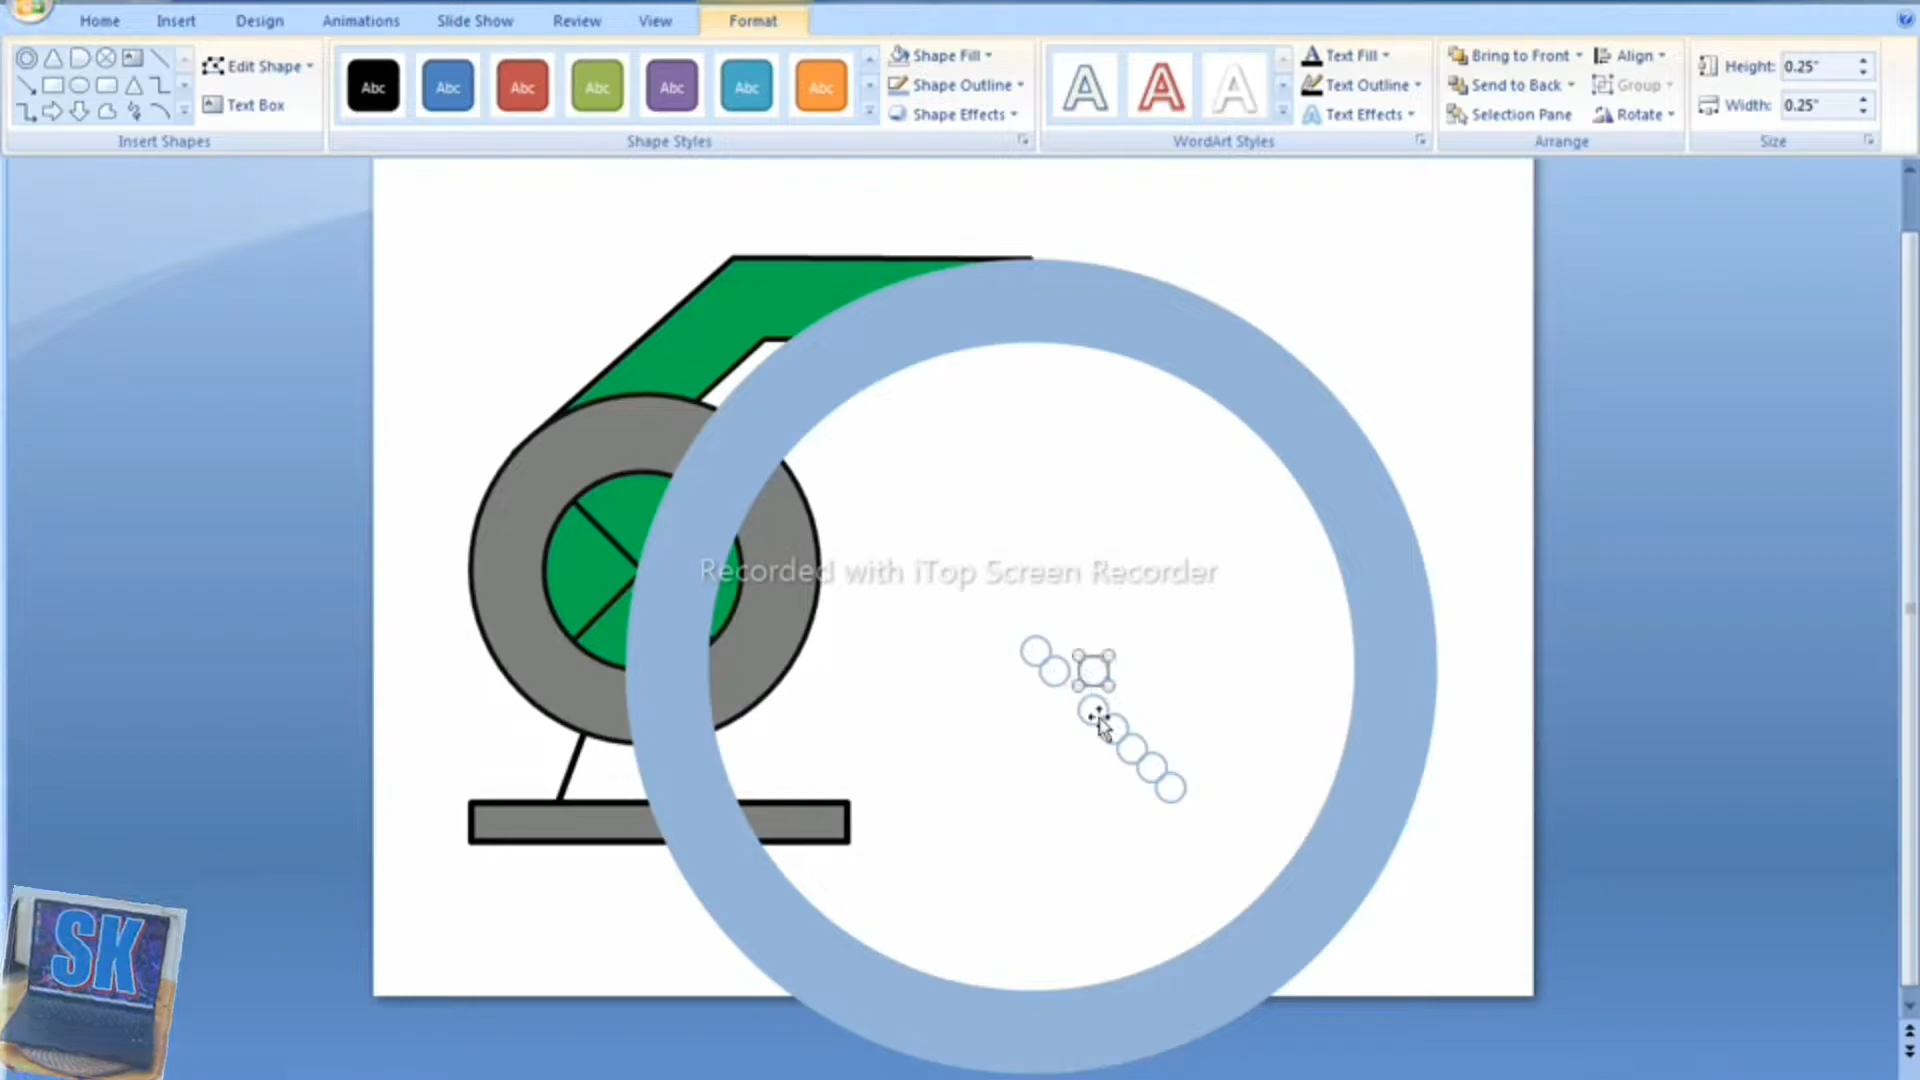 Home Insert Design Animations Slide Show Review View Format
Edit Shape
Text Box
Insert Shapes
Abc Abc Abc Abc Abc Abc Abc
Shape Fill
Shape Outline
Shape Effects
Shape Styles
A A A
Text Fill
Text Outline
Text Effects
WordArt Styles
Bring to Front
Send to Back
Selection Pane
Align
Group
Rotate
Arrange
Height: 0.25"
Width: 0.25"
Size
Recorded with iTop Screen Recorder
SK